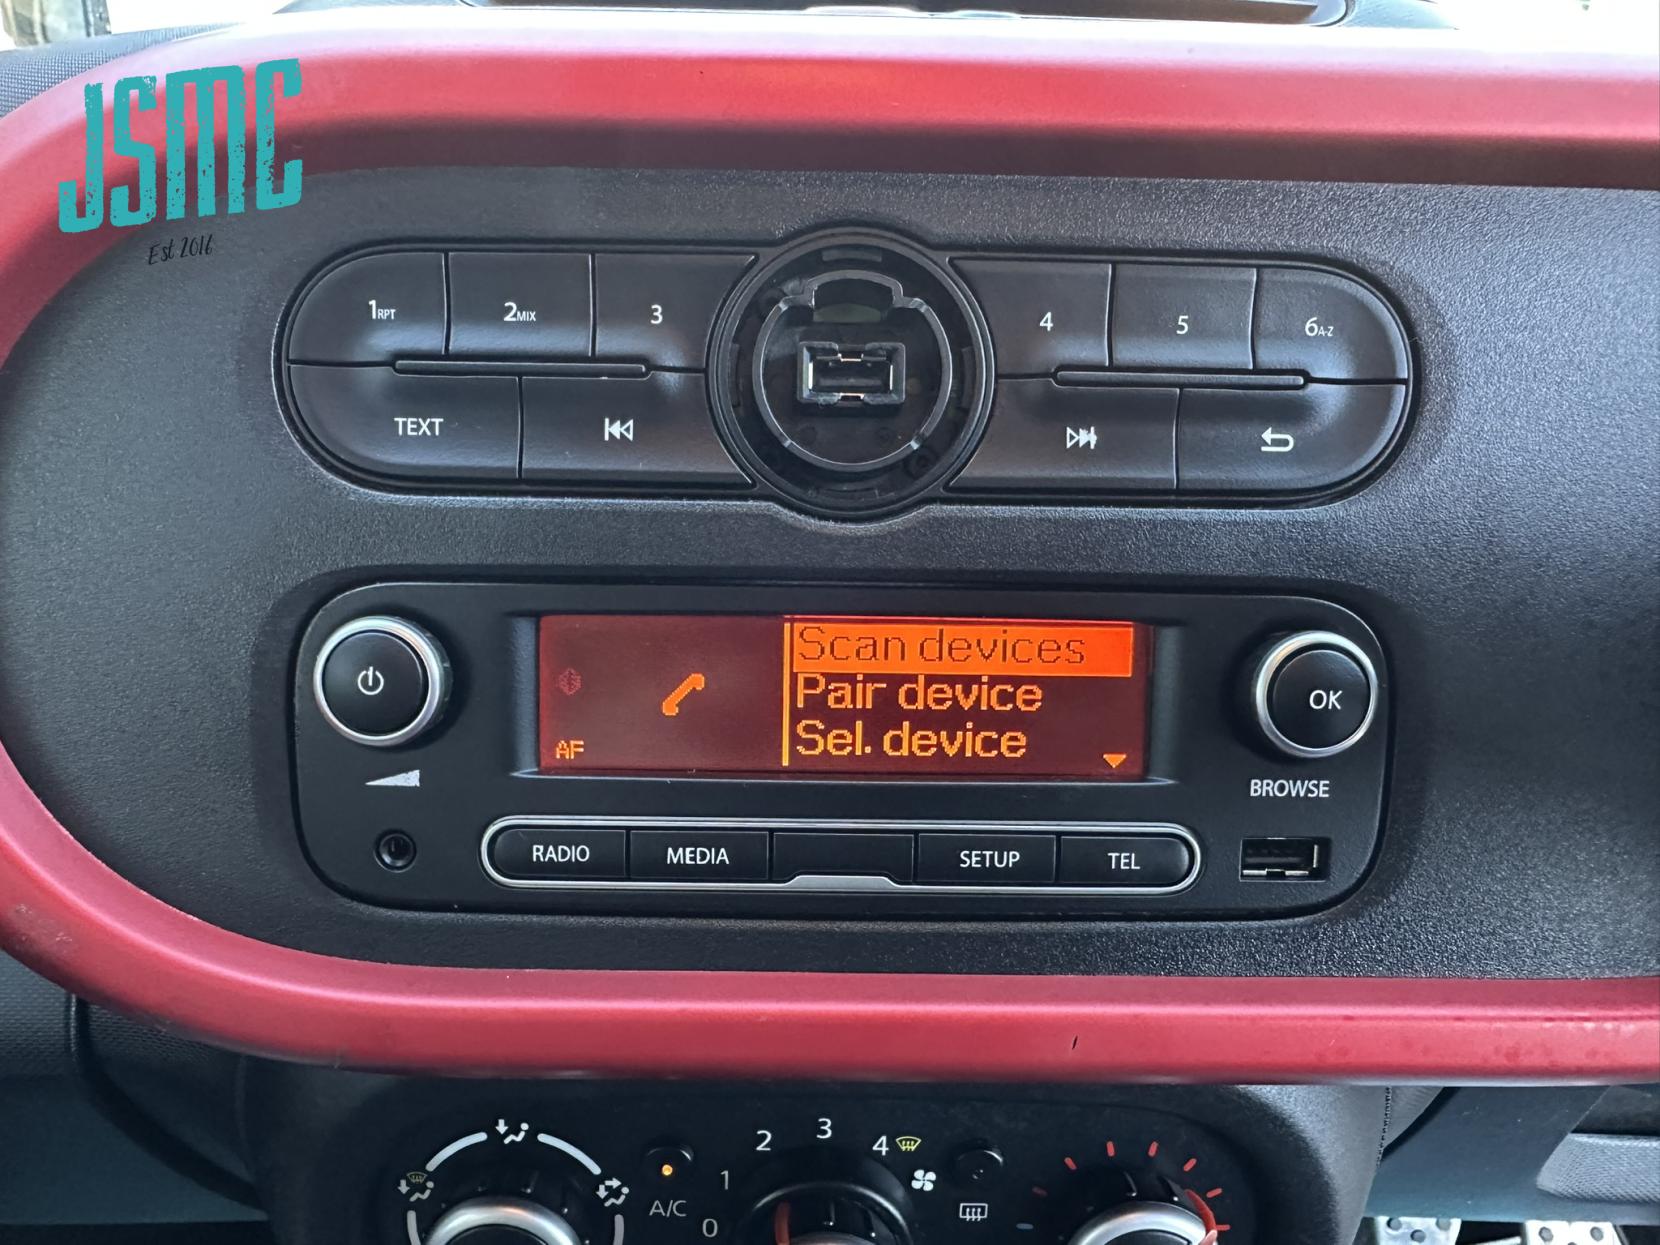 JSMC
Est 2016
1RPT
2MIX
3
4
5
6A-Z
TEXT
Scan devices
Pair device
Sel. device
AF
OK
BROWSE
RADIO
MEDIA
SETUP
TEL
0
1
2
3
4
A/C